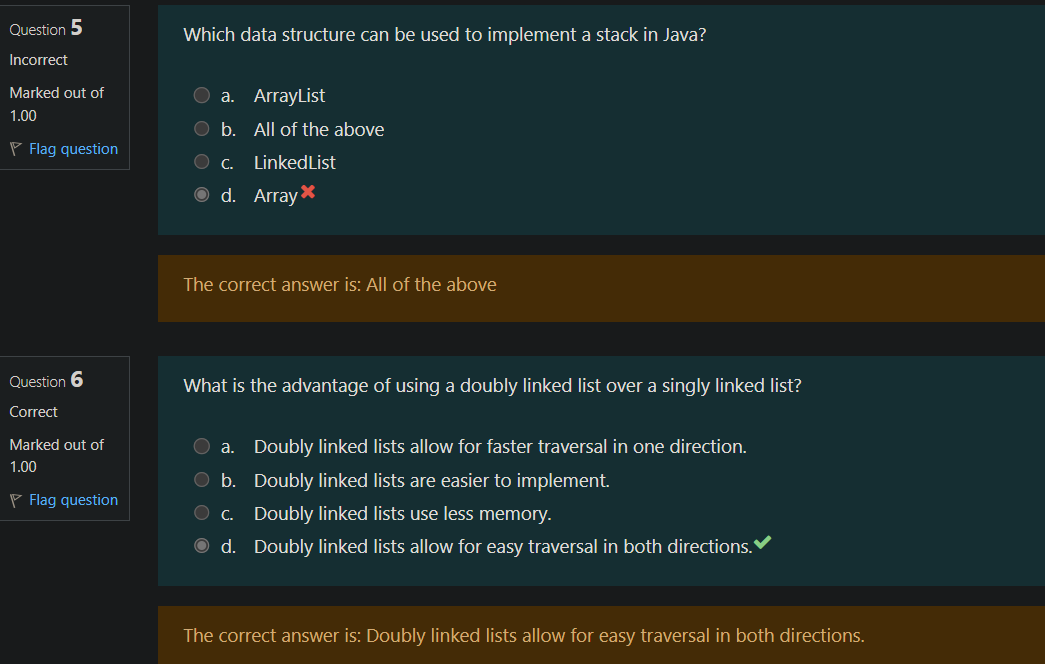 Question 5
Incorrect
Marked out of
1.00
Flag question
Which data structure can be used to implement a stack in Java?
a. ArrayList
b. All of the above
c. LinkedList
d. Array
The correct answer is: All of the above
Question 6
Correct
Marked out of
1.00
Flag question
What is the advantage of using a doubly linked list over a singly linked list?
a. Doubly linked lists allow for faster traversal in one direction.
b. Doubly linked lists are easier to implement.
c. Doubly linked lists use less memory.
d. Doubly linked lists allow for easy traversal in both directions.
The correct answer is: Doubly linked lists allow for easy traversal in both directions.